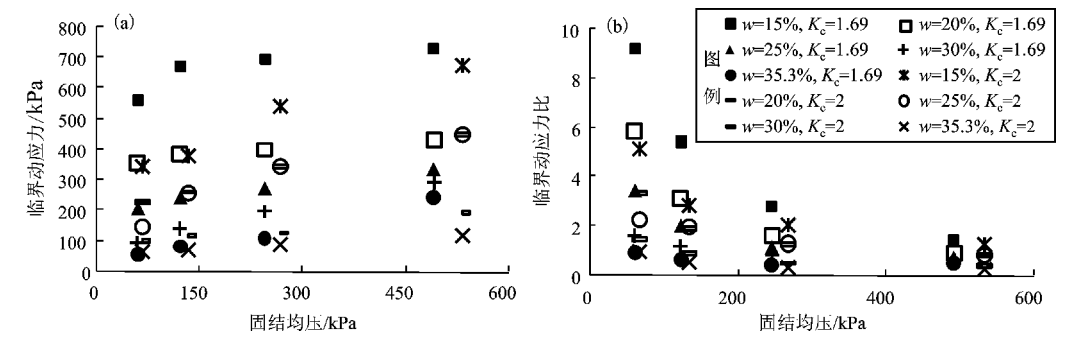 (a)
800
700
600
500
400
300
200
100
0
0 150 300 450 600
临界动应力/kPa
固结均压/kPa
(b)
10
8
6
4
2
0
0 200 400 600
临界动应力比
固结均压/kPa
图例
w=15%, Kc=1.69
w=20%, Kc=1.69
w=25%, Kc=1.69
w=30%, Kc=1.69
w=35.3%, Kc=1.69
w=15%, Kc=2
w=20%, Kc=2
w=25%, Kc=2
w=30%, Kc=2
w=35.3%, Kc=2